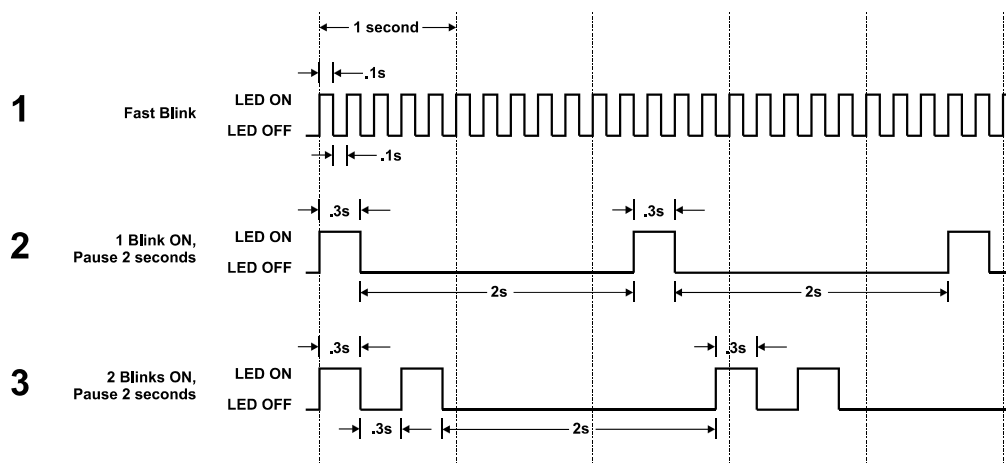 1 second
.1s
1
Fast Blink
LED ON
LED OFF
.1s
.3s
.3s
2
1 Blink ON,
Pause 2 seconds
LED ON
LED OFF
2s
2s
.3s
.3s
3
2 Blinks ON,
Pause 2 seconds
LED ON
LED OFF
.3s
2s